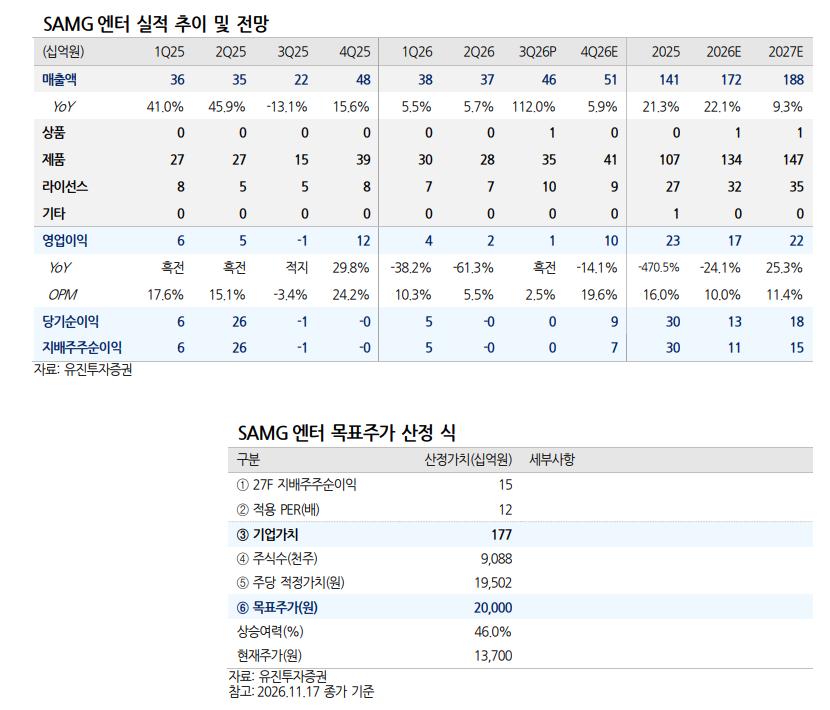 SAMG 엔터 실적 추이 및 전망
(십억원) 1Q25 2Q25 3Q25 4Q25 1Q26 2Q26 3Q26P 4Q26E 2025 2026E 2027E
매출액 36 35 22 48 38 37 46 51 141 172 188
YoY 41.0% 45.9% -13.1% 15.6% 5.5% 5.7% 112.0% 5.9% 21.3% 22.1% 9.3%
상품 0 0 0 0 0 0 1 0 0 1 1
제품 27 27 15 39 30 28 35 41 107 134 147
라이선스 8 5 5 8 7 7 10 9 27 32 35
기타 0 0 0 0 0 0 0 0 1 0 0
영업이익 6 5 -1 12 4 2 1 10 23 17 22
YoY 흑전 흑전 적지 29.8% -38.2% -61.3% 흑전 -14.1% -470.5% -24.1% 25.3%
OPM 17.6% 15.1% -3.4% 24.2% 10.3% 5.5% 2.5% 19.6% 16.0% 10.0% 11.4%
당기순이익 6 26 -1 -0 5 -0 0 9 30 13 18
지배주주순이익 6 26 -1 -0 5 -0 0 7 30 11 15
자료: 유진투자증권
SAMG 엔터 목표주가 산정 식
구분 산정가치(십억원) 세부사항
① 27F 지배주주순이익 15
② 적용 PER(배) 12
③ 기업가치 177
④ 주식수(천주) 9,088
⑤ 주당 적정가치(원) 19,502
⑥ 목표주가(원) 20,000
상승여력(%) 46.0%
현재주가(원) 13,700
자료: 유진투자증권
참고: 2026.11.17 종가 기준